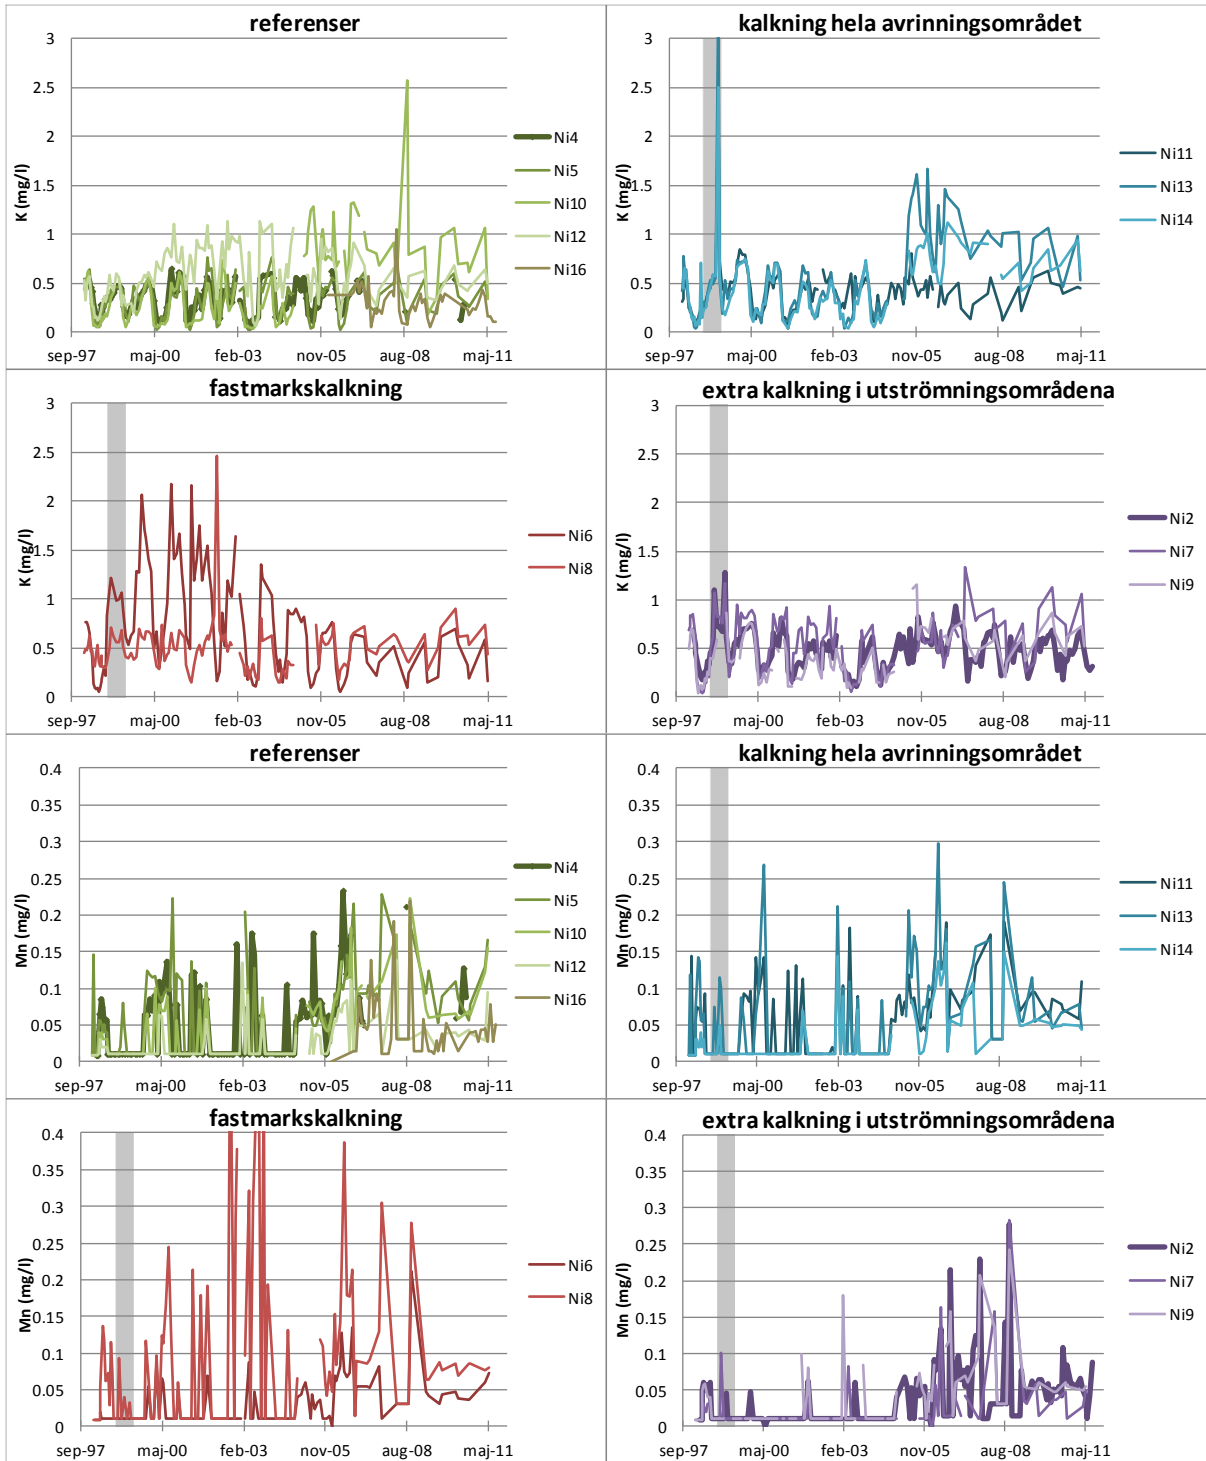 referenser
K (mg/l)
3
2.5
2
1.5
1
0.5
0
sep-97 maj-00 feb-03 nov-05 aug-08 maj-11
Ni4
Ni5
Ni10
Ni12
Ni16
kalkning hela avrinningsområdet
K (mg/l)
3
2.5
2
1.5
1
0.5
0
sep-97 maj-00 feb-03 nov-05 aug-08 maj-11
Ni11
Ni13
Ni14
fastmarkskalkning
K (mg/l)
3
2.5
2
1.5
1
0.5
0
sep-97 maj-00 feb-03 nov-05 aug-08 maj-11
Ni6
Ni8
extra kalkning i utströmningsområdena
K (mg/l)
3
2.5
2
1.5
1
0.5
0
sep-97 maj-00 feb-03 nov-05 aug-08 maj-11
Ni2
Ni7
Ni9
referenser
Mn (mg/l)
0.4
0.35
0.3
0.25
0.2
0.15
0.1
0.05
0
sep-97 maj-00 feb-03 nov-05 aug-08 maj-11
Ni4
Ni5
Ni10
Ni12
Ni16
kalkning hela avrinningsområdet
Mn (mg/l)
0.4
0.35
0.3
0.25
0.2
0.15
0.1
0.05
0
sep-97 maj-00 feb-03 nov-05 aug-08 maj-11
Ni11
Ni13
Ni14
fastmarkskalkning
Mn (mg/l)
0.4
0.35
0.3
0.25
0.2
0.15
0.1
0.05
0
sep-97 maj-00 feb-03 nov-05 aug-08 maj-11
Ni6
Ni8
extra kalkning i utströmningsområdena
Mn (mg/l)
0.4
0.35
0.3
0.25
0.2
0.15
0.1
0.05
0
sep-97 maj-00 feb-03 nov-05 aug-08 maj-11
Ni2
Ni7
Ni9